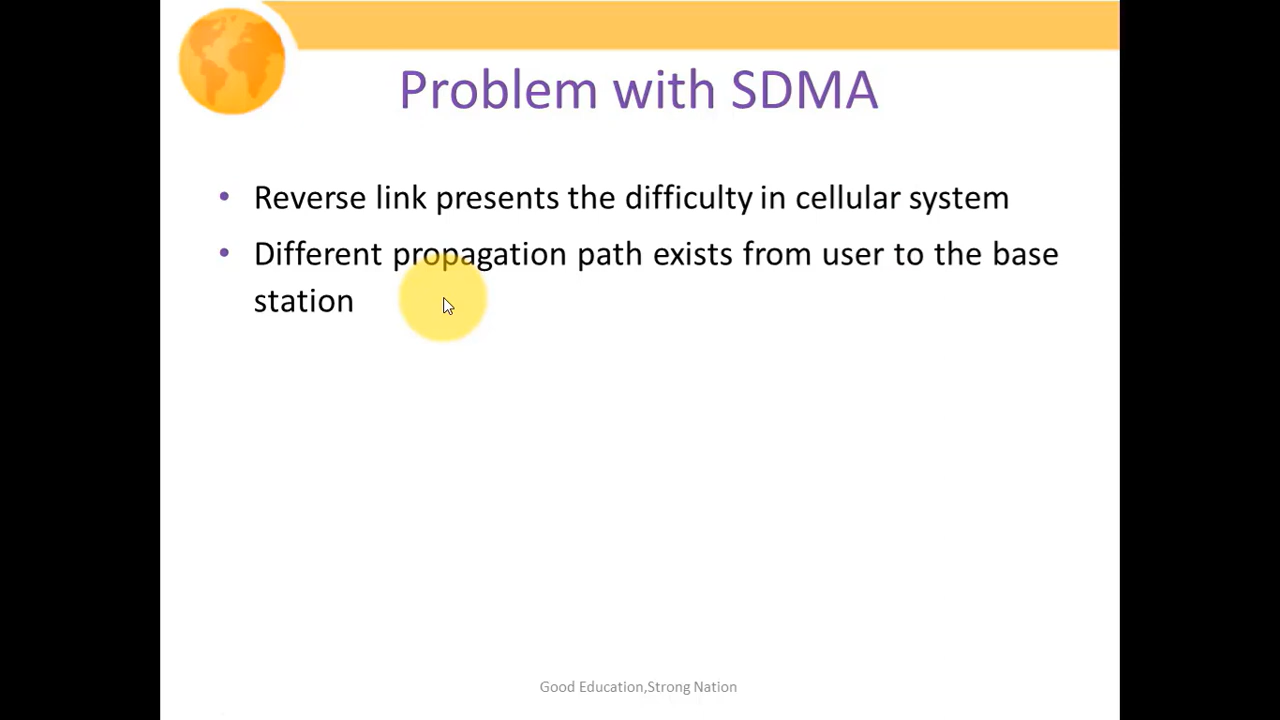 Problem with SDMA
• Reverse link presents the difficulty in cellular system
• Different propagation path exists from user to the base
station
Good Education,Strong Nation